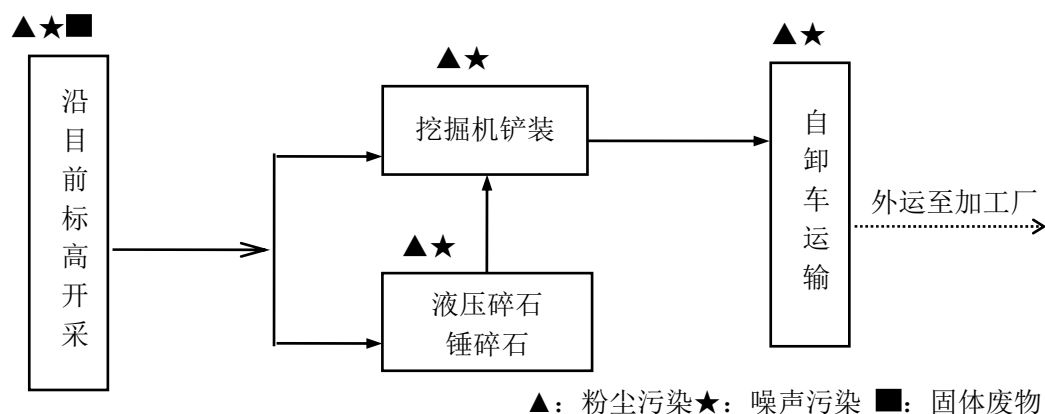 ▲★■
沿目前标高开采
▲★
挖掘机铲装
▲★
液压碎石
锤碎石
▲★
自卸车运输
外运至加工厂
▲：粉尘污染★：噪声污染 ■：固体废物